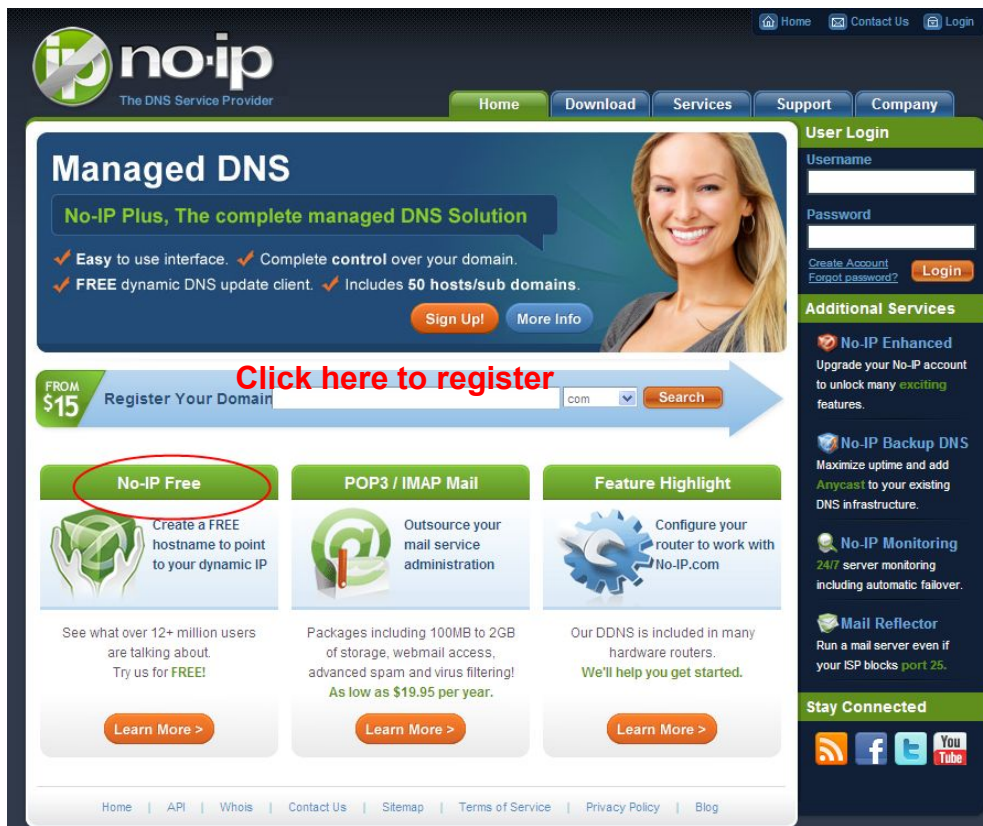 Home Contact Us Login
ip no·ip
The DNS Service Provider
Home Download Services Support Company
Managed DNS
No-IP Plus, The complete managed DNS Solution
Easy to use interface. Complete control over your domain.
FREE dynamic DNS update client. Includes 50 hosts/sub domains.
Sign Up! More Info
Click here to register
FROM
$15
Register Your Domain com Search
No-IP Free
Create a FREE
hostname to point
to your dynamic IP
See what over 12+ million users
are talking about.
Try us for FREE!
Learn More >
POP3 / IMAP Mail
Outsource your
mail service
administration
Packages including 100MB to 2GB
of storage, webmail access,
advanced spam and virus filtering!
As low as $19.95 per year.
Learn More >
Feature Highlight
Configure your
router to work with
No-IP.com
Our DDNS is included in many
hardware routers.
We'll help you get started.
Learn More >
User Login
Username
Password
Create Account
Forgot password?
Login
Additional Services
No-IP Enhanced
Upgrade your No-IP account
to unlock many exciting
features.
No-IP Backup DNS
Maximize uptime and add
Anycast to your existing
DNS infrastructure.
No-IP Monitoring
24/7 server monitoring
including automatic failover.
Mail Reflector
Run a mail server even if
your ISP blocks port 25.
Stay Connected
f t You
Tube
Home | API | Whois | Contact Us | Sitemap | Terms of Service | Privacy Policy | Blog